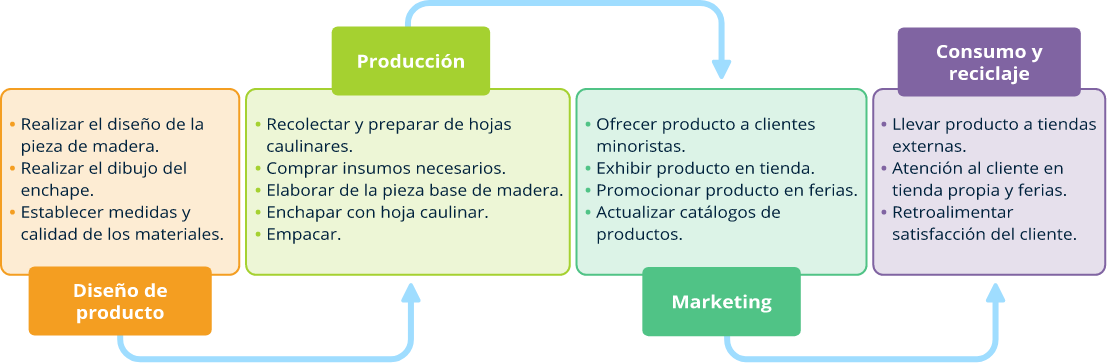 Diseño de
producto
• Realizar el diseño de la
pieza de madera.
• Realizar el dibujo del
enchape.
• Establecer medidas y
calidad de los materiales.
Producción
• Recolectar y preparar de hojas
caulinares.
• Comprar insumos necesarios.
• Elaborar de la pieza base de madera.
• Enchapar con hoja caulinar.
• Empacar.
Marketing
• Ofrecer producto a clientes
minoristas.
• Exhibir producto en tienda.
• Promocionar producto en ferias.
• Actualizar catálogos de
productos.
Consumo y
reciclaje
• Llevar producto a tiendas
externas.
• Atención al cliente en
tienda propia y ferias.
• Retroalimentar
satisfacción del cliente.